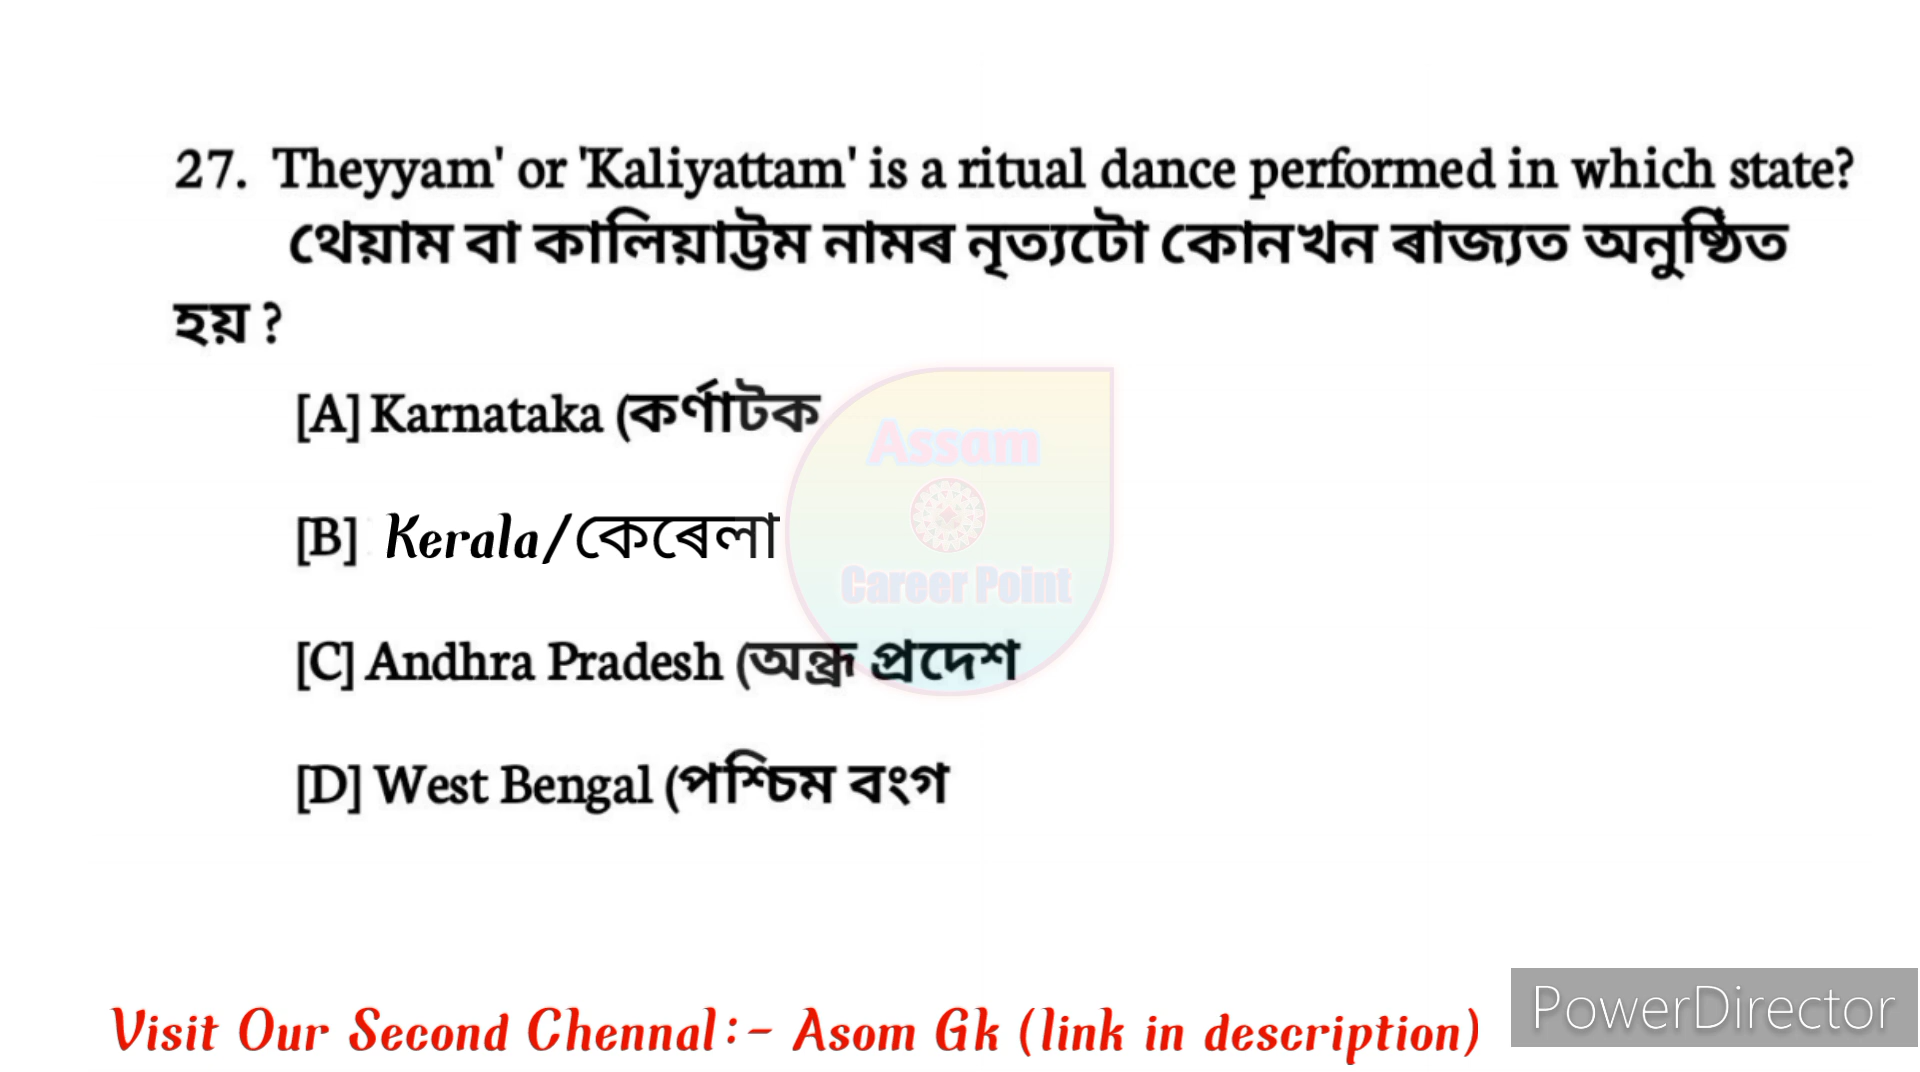 27. Theyyam' or 'Kaliyattam' is a ritual dance performed in which state?
থেয়াম বা কালিয়াট্টম নামৰ নৃত্যটো কোনখন ৰাজ্যত অনুষ্ঠিত
হয় ?
[A] Karnataka (কৰ্ণাটক
[B] Kerala/কেৰেলা
[C] Andhra Pradesh (অন্ধ্ৰ প্ৰদেশ
[D] West Bengal (পশ্চিম বংগ
Assam
Career Point
Visit Our Second Chennal:- Asom Gk (link in description)
PowerDirector